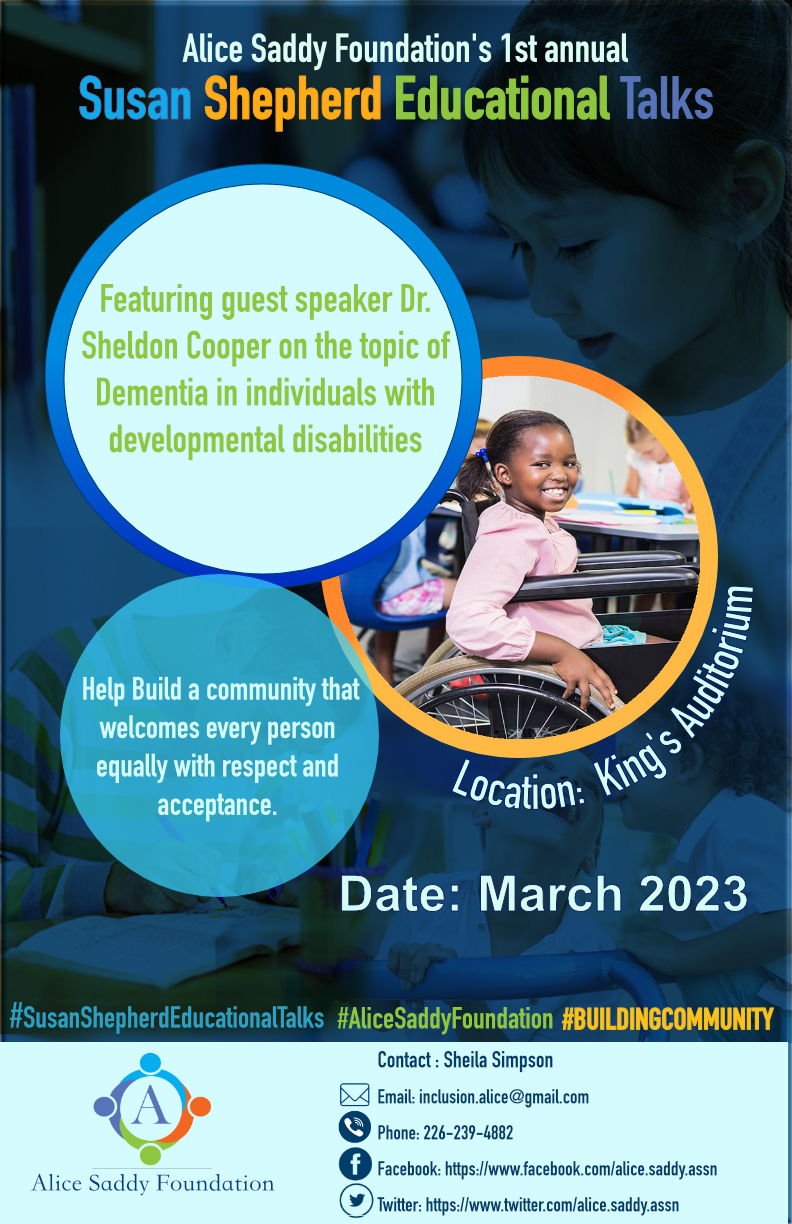 Alice Saddy Foundation's 1st annual
Susan Shepherd Educational Talks
Featuring guest speaker Dr.
Sheldon Cooper on the topic of
Dementia in individuals with
developmental disabilities
Help Build a community that
welcomes every person
equally with respect and
acceptance.
Location: King's Auditorium
Date: March 2023
#SusanShepherdEducationalTalks #AliceSaddyFoundation #BUILDINGCOMMUNITY
A
Alice Saddy Foundation
Contact : Sheila Simpson
Email: inclusion.alice@gmail.com
Phone: 226-239-4882
Facebook: https://www.facebook.com/alice.saddy.assn
Twitter: https://www.twitter.com/alice.saddy.assn